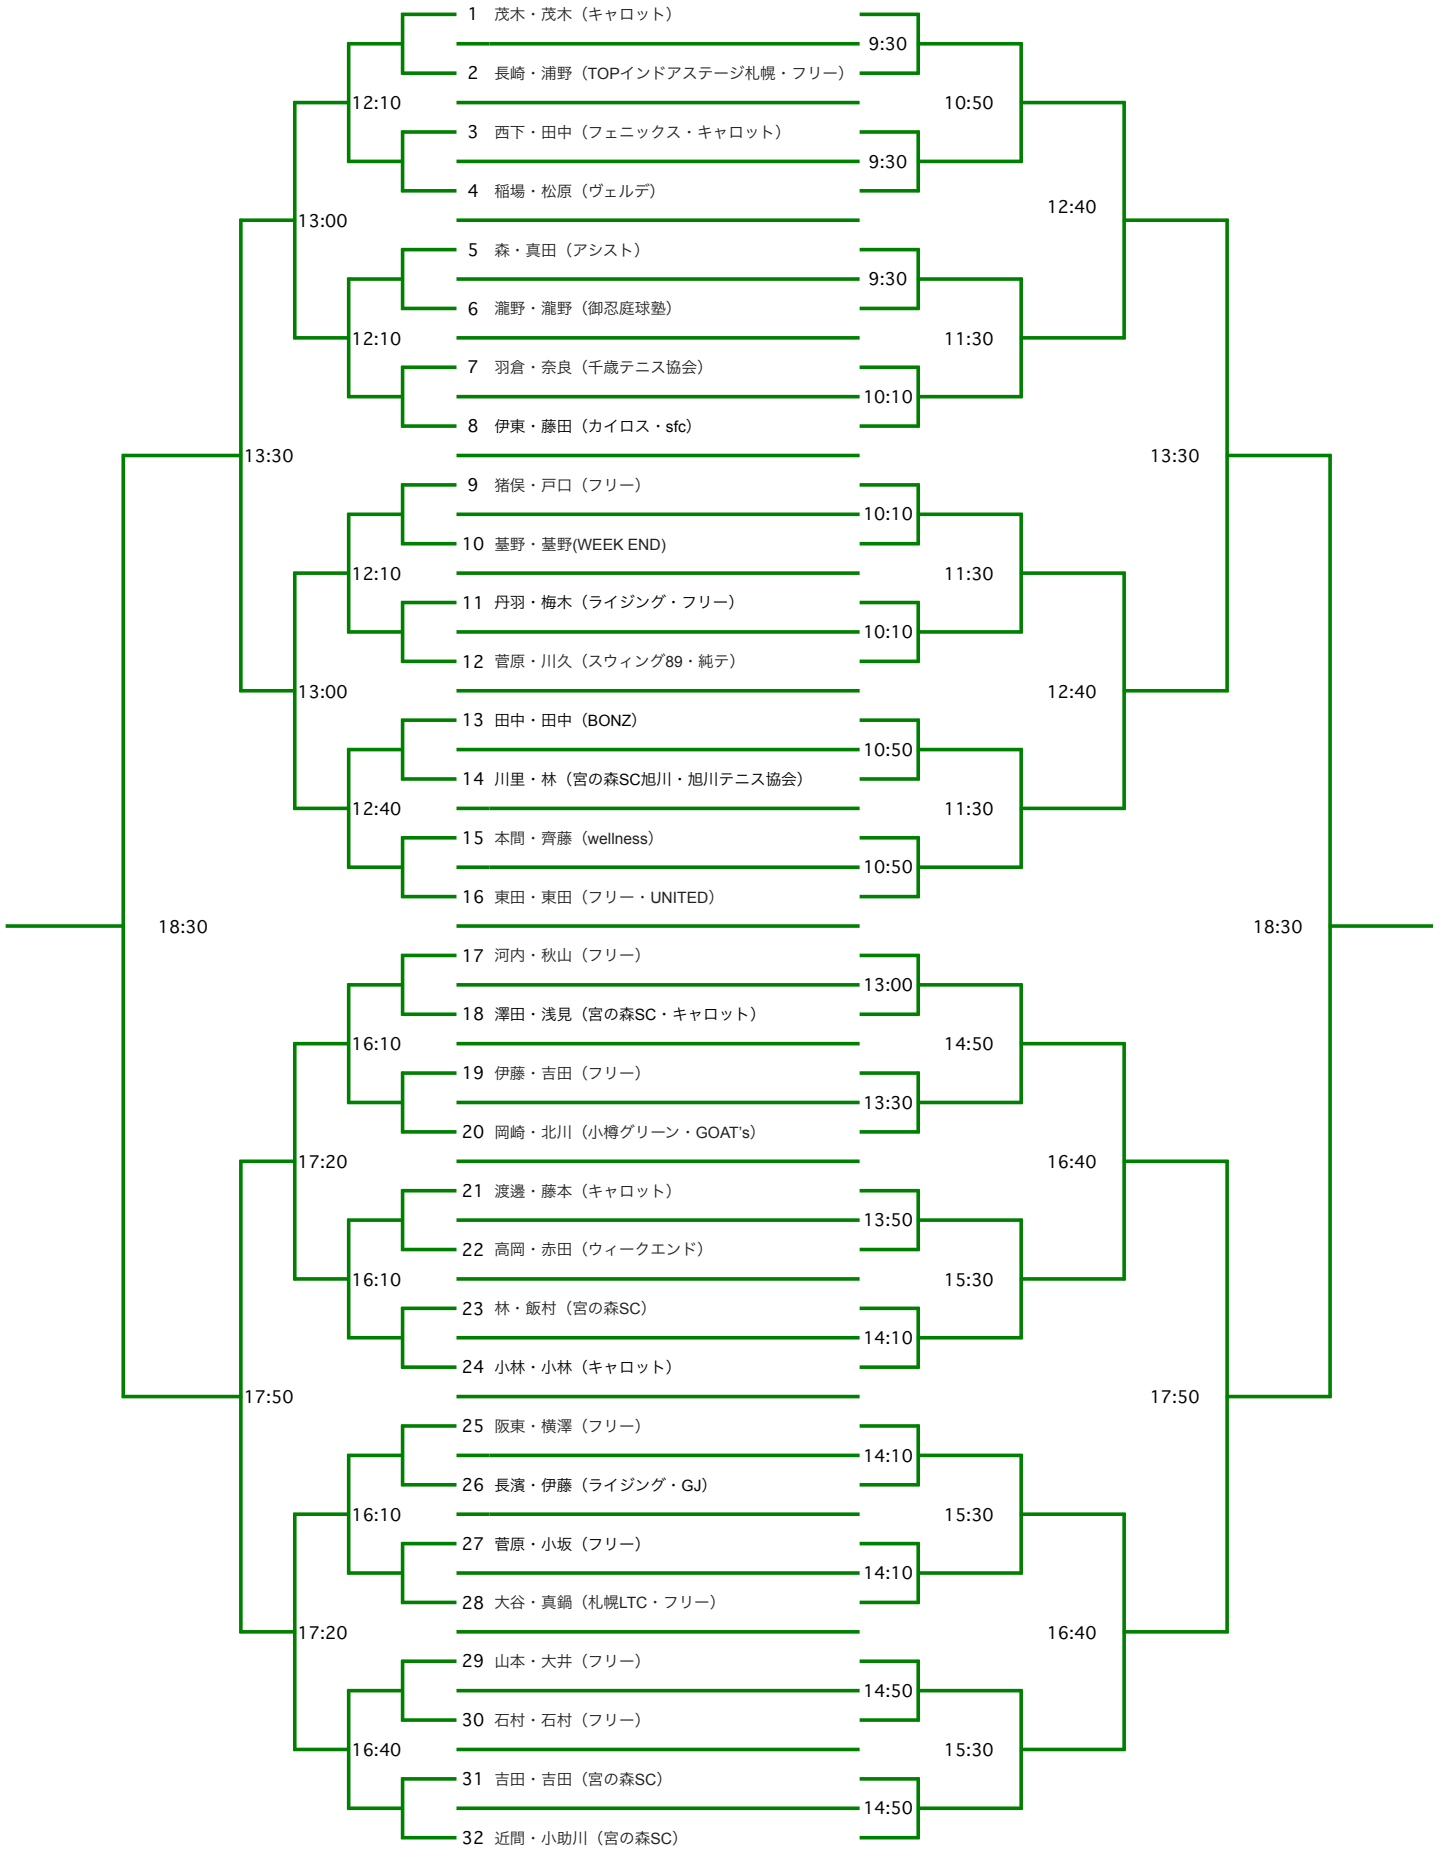 1 茂木・茂木（キャロット）
9:30
2 長崎・浦野（TOPインドアステージ札幌・フリー）
12:10 10:50
3 西下・田中（フェニックス・キャロット）
9:30
4 稲場・松原（ヴェルデ）
12:40
13:00
5 森・真田（アシスト）
9:30
6 瀧野・瀧野（御忍庭球塾）
12:10 11:30
7 羽倉・奈良（千歳テニス協会）
10:10
8 伊東・藤田（カイロス・sfc）
13:30 13:30
9 猪俣・戸口（フリー）
10:10
10 墓野・墓野(WEEK END)
12:10 11:30
11 丹羽・梅木（ライジング・フリー）
10:10
12 菅原・川久（スウィング89・純テ）
13:00 12:40
13 田中・田中（BONZ）
10:50
14 川里・林（宮の森SC旭川・旭川テニス協会）
12:40 11:30
15 本間・齊藤（wellness）
10:50
16 東田・東田（フリー・UNITED）
18:30 18:30
17 河内・秋山（フリー）
13:00
18 澤田・浅見（宮の森SC・キャロット）
16:10 14:50
19 伊藤・吉田（フリー）
13:30
20 岡崎・北川（小樽グリーン・GOAT's）
17:20 16:40
21 渡邊・藤本（キャロット）
13:50
22 高岡・赤田（ウィークエンド）
16:10 15:30
23 林・飯村（宮の森SC）
14:10
24 小林・小林（キャロット）
17:50 17:50
25 阪東・横澤（フリー）
14:10
26 長濱・伊藤（ライジング・GJ）
16:10 15:30
27 菅原・小坂（フリー）
14:10
28 大谷・真鍋（札幌LTC・フリー）
17:20 16:40
29 山本・大井（フリー）
14:50
30 石村・石村（フリー）
16:40 15:30
31 吉田・吉田（宮の森SC）
14:50
32 近間・小助川（宮の森SC）